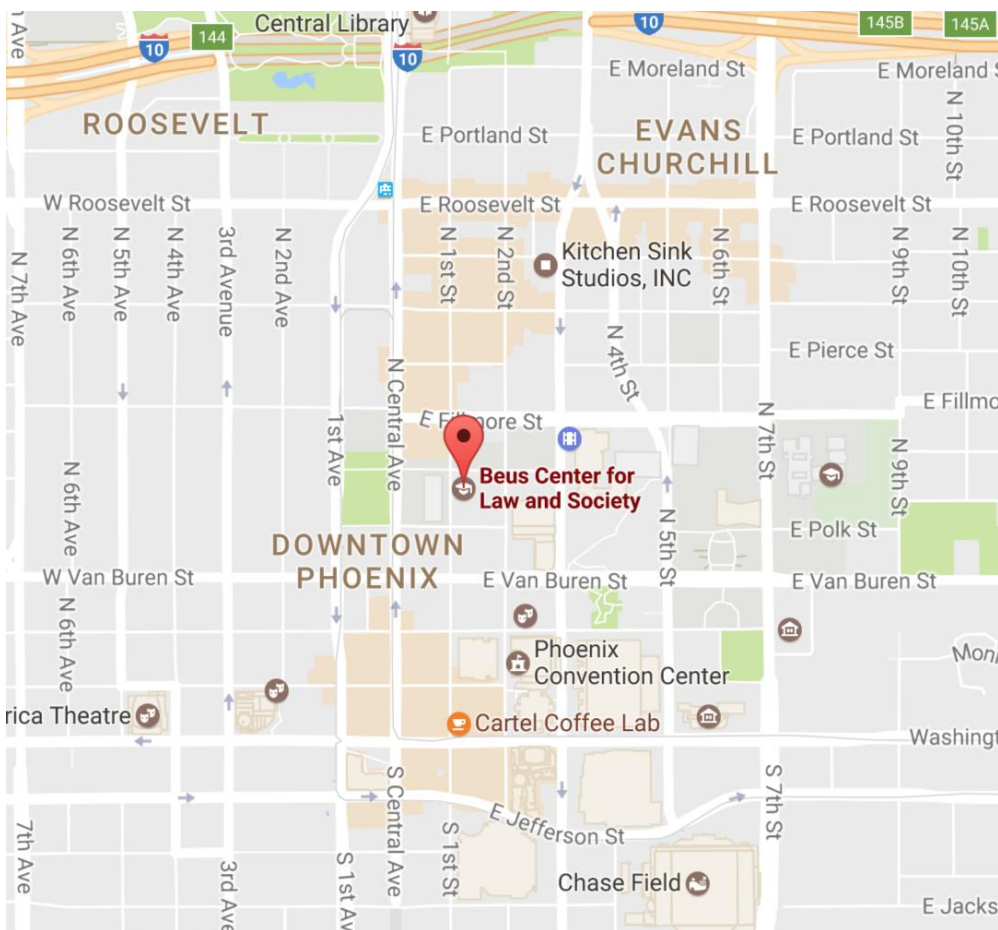 Central Library
10
145B
145A
144
10
10
n Ave
N 5th Ave
E Moreland St
E Moreland S
ROOSEVELT
E Portland St
EVANS
CHURCHILL
E Portland St
N 10th St
W Roosevelt St
E Roosevelt St
E Roosevelt St
N 7th Ave
N 6th Ave
N 5th Ave
N 4th Ave
3rd Avenue
N 2nd Ave
N 1st St
N 2nd St
Kitchen Sink
Studios, INC
N 6th St
N 9th St
N 10th St
N 4th St
E Pierce St
N Central Ave
1st Ave
E Fillmore St
E Fillmo
N 7th St
N 9th St
N 6th Ave
Beus Center for
Law and Society
N 5th St
E Polk St
DOWNTOWN
PHOENIX
W Van Buren St
E Van Buren St
E Van Buren St
N 6th Ave
Phoenix
Convention Center
Mon
rica Theatre
Cartel Coffee Lab
Washingt
S Central Ave
S 7th St
E Jefferson St
7th Ave
3rd Ave
S 1st Av
S 1st St
Chase Field
E Jacks